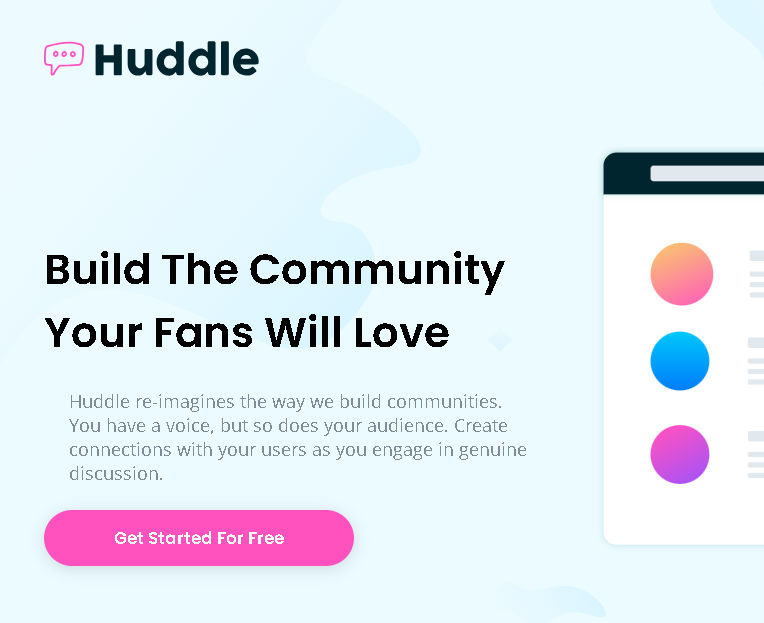 Huddle
Build The Community
Your Fans Will Love
Huddle re-imagines the way we build communities.
You have a voice, but so does your audience. Create
connections with your users as you engage in genuine
discussion.
Get Started For Free